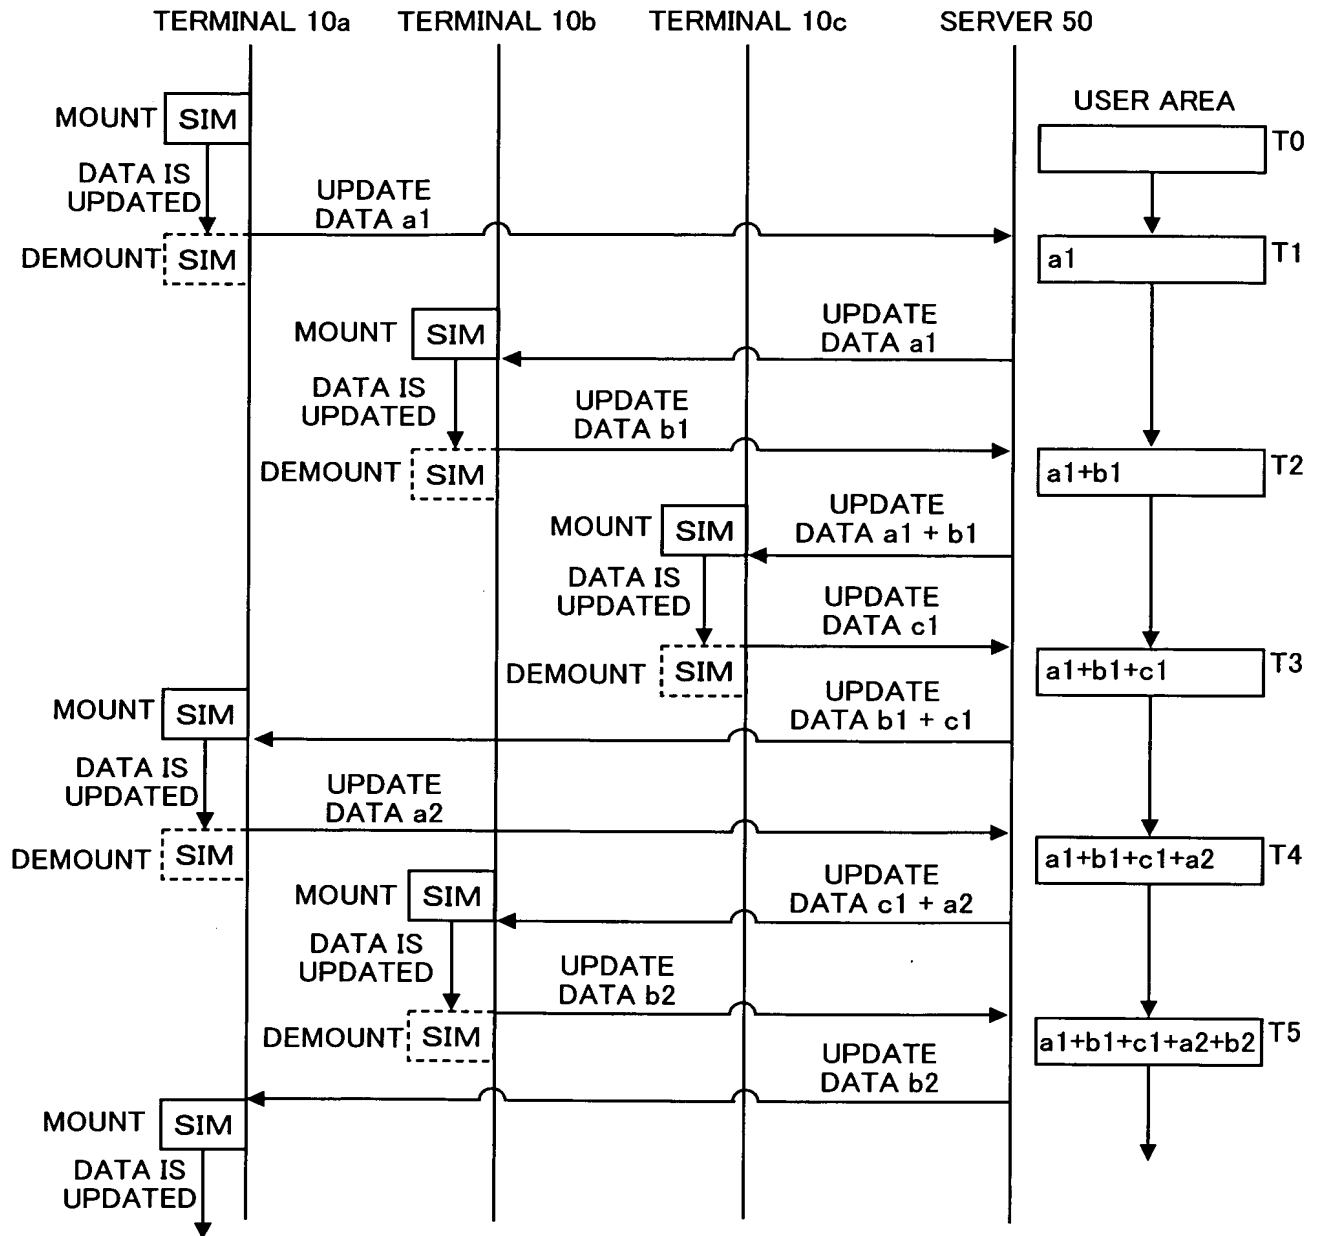 TERMINAL 10a
TERMINAL 10b
TERMINAL 10c
SERVER 50
USER AREA
MOUNT
SIM
T0
DATA IS
UPDATED
UPDATE
DATA a1
DEMOUNT
SIM
a1
T1
MOUNT
SIM
UPDATE
DATA a1
DATA IS
UPDATED
UPDATE
DATA b1
DEMOUNT
SIM
a1+b1
T2
MOUNT
SIM
UPDATE
DATA a1 + b1
DATA IS
UPDATED
UPDATE
DATA c1
DEMOUNT
SIM
a1+b1+c1
T3
MOUNT
SIM
UPDATE
DATA b1 + c1
DATA IS
UPDATED
UPDATE
DATA a2
DEMOUNT
SIM
a1+b1+c1+a2
T4
MOUNT
SIM
UPDATE
DATA c1 + a2
DATA IS
UPDATED
UPDATE
DATA b2
DEMOUNT
SIM
a1+b1+c1+a2+b2
T5
UPDATE
DATA b2
MOUNT
SIM
DATA IS
UPDATED